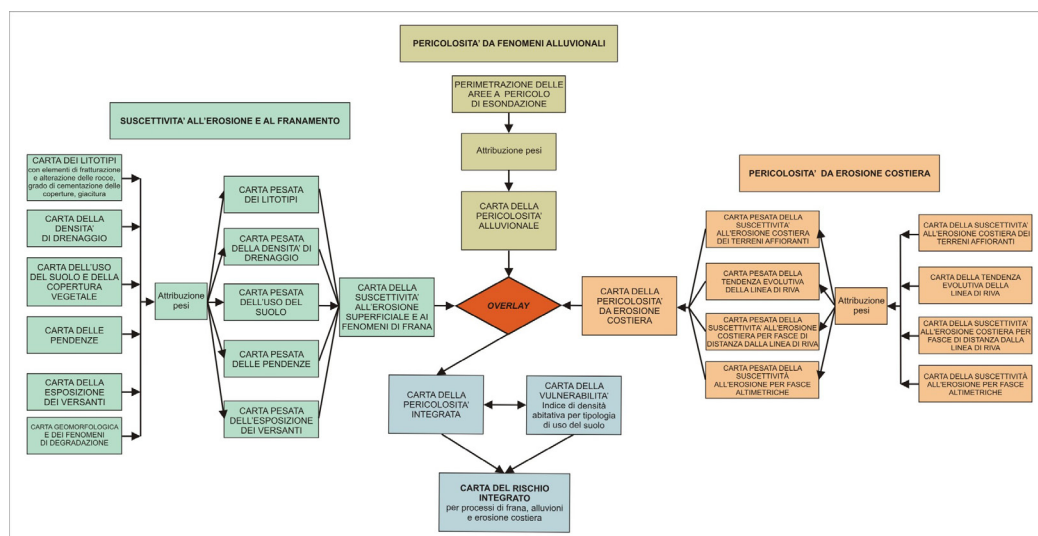 PERICOLOSITA' DA FENOMENI ALLUVIONALI
PERIMETRAZIONE DELLE
AREE A PERICOLO
DI ESONDAZIONE
Attribuzione pesi
CARTA DELLA
PERICOLOSITA'
ALLUVIONALE
SUSCETTIVITA' ALL'EROSIONE E AL FRANAMENTO
CARTA DEI LITOTIPI
con elementi di fratturazione
e alterazione delle rocce,
grado di cementazione delle
coperture, giacitura
CARTA DELLA
DENSITA'
DI DRENAGGIO
CARTA DELL'USO
DEL SUOLO E DELLA
COPERTURA
VEGETALE
CARTA DELLE
PENDENZE
CARTA DELLA
ESPOSIZIONE
DEI VERSANTI
CARTA GEOMORFOLOGICA
E DEI FENOMENI
DI DEGRADAZIONE
Attribuzione
pesi
CARTA PESATA
DEI LITOTIPI
CARTA PESATA
DELLA DENSITA' DI
DRENAGGIO
CARTA PESATA
DELL'USO DEL
SUOLO
CARTA PESATA
DELLE PENDENZE
CARTA PESATA
DELL'ESPOSIZIONE
DEI VERSANTI
CARTA DELLA
SUSCETTIVITA'
ALL'EROSIONE
SUPERFICIALE E E AI
FENOMENI DI FRANA
OVERLAY
PERICOLOSITA' DA EROSIONE COSTIERA
CARTA DELLA
PERICOLOSITA'
DA EROSIONE
COSTIERA
CARTA PESATA DELLA
SUSCETTIVITA'
ALL'EROSIONE COSTIERA
DEI TERRENI AFFIORANTI
CARTA PESATA DELLA
TENDENZA EVOLUTIVA
DELLA LINEA DI RIVA
CARTA PESATA DELLA
SUSCETTIVITA' ALL'EROSIONE
COSTIERA PER FASCE DI
DISTANZA DALLA LINEA DI RIVA
CARTA PESATA DELLA
SUSCETTIVITÀ
ALL'EROSIONE PER FASCE
ALTIMETRICHE
Attribuzione
pesi
CARTA DELLA SUSCETTIVITA'
ALL'EROSIONE COSTIERA DEI
TERRENI AFFIORANTI
CARTA DELLA TENDENZA
EVOLUTIVA DELLA
LINEA DI RIVA
CARTA DELLA SUSCETTIVITA'
ALL'EROSIONE COSTIERA PER
FASCE DI DISTANZA DALLA
LINEA DI RIVA
CARTA DELLA SUSCETTIVITÀ
ALL'EROSIONE PER FASCE
ALTIMETRICHE
CARTA DELLA
PERICOLOSITA'
INTEGRATA
CARTA DELLA
VULNERABILITA'
Indice di densità
abitativa per tipologia
di uso del suolo
CARTA DEL RISCHIO
INTEGRATO
per processi di frana, alluvioni
e erosione costiera